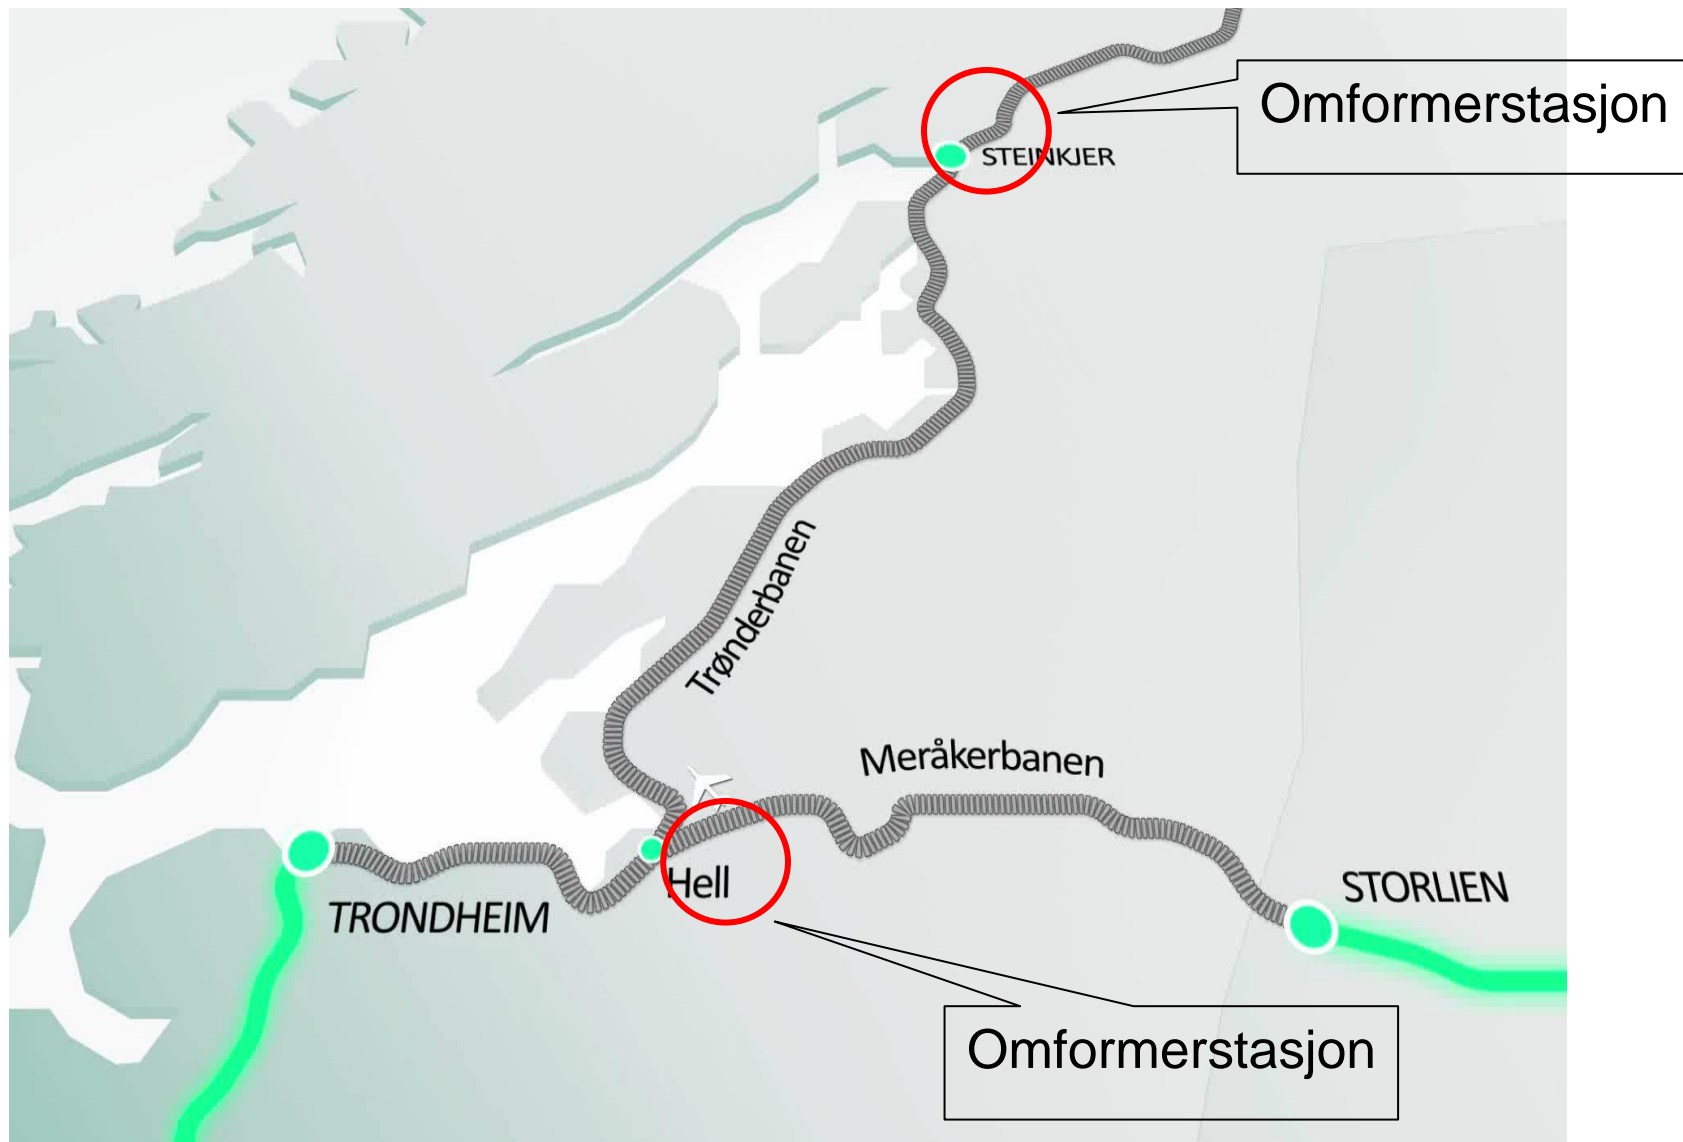 Omformerstasjon
STEINKJER
Trønderbanen
Meråkerbanen
Hell
STORLIEN
TRONDHEIM
Omformerstasjon